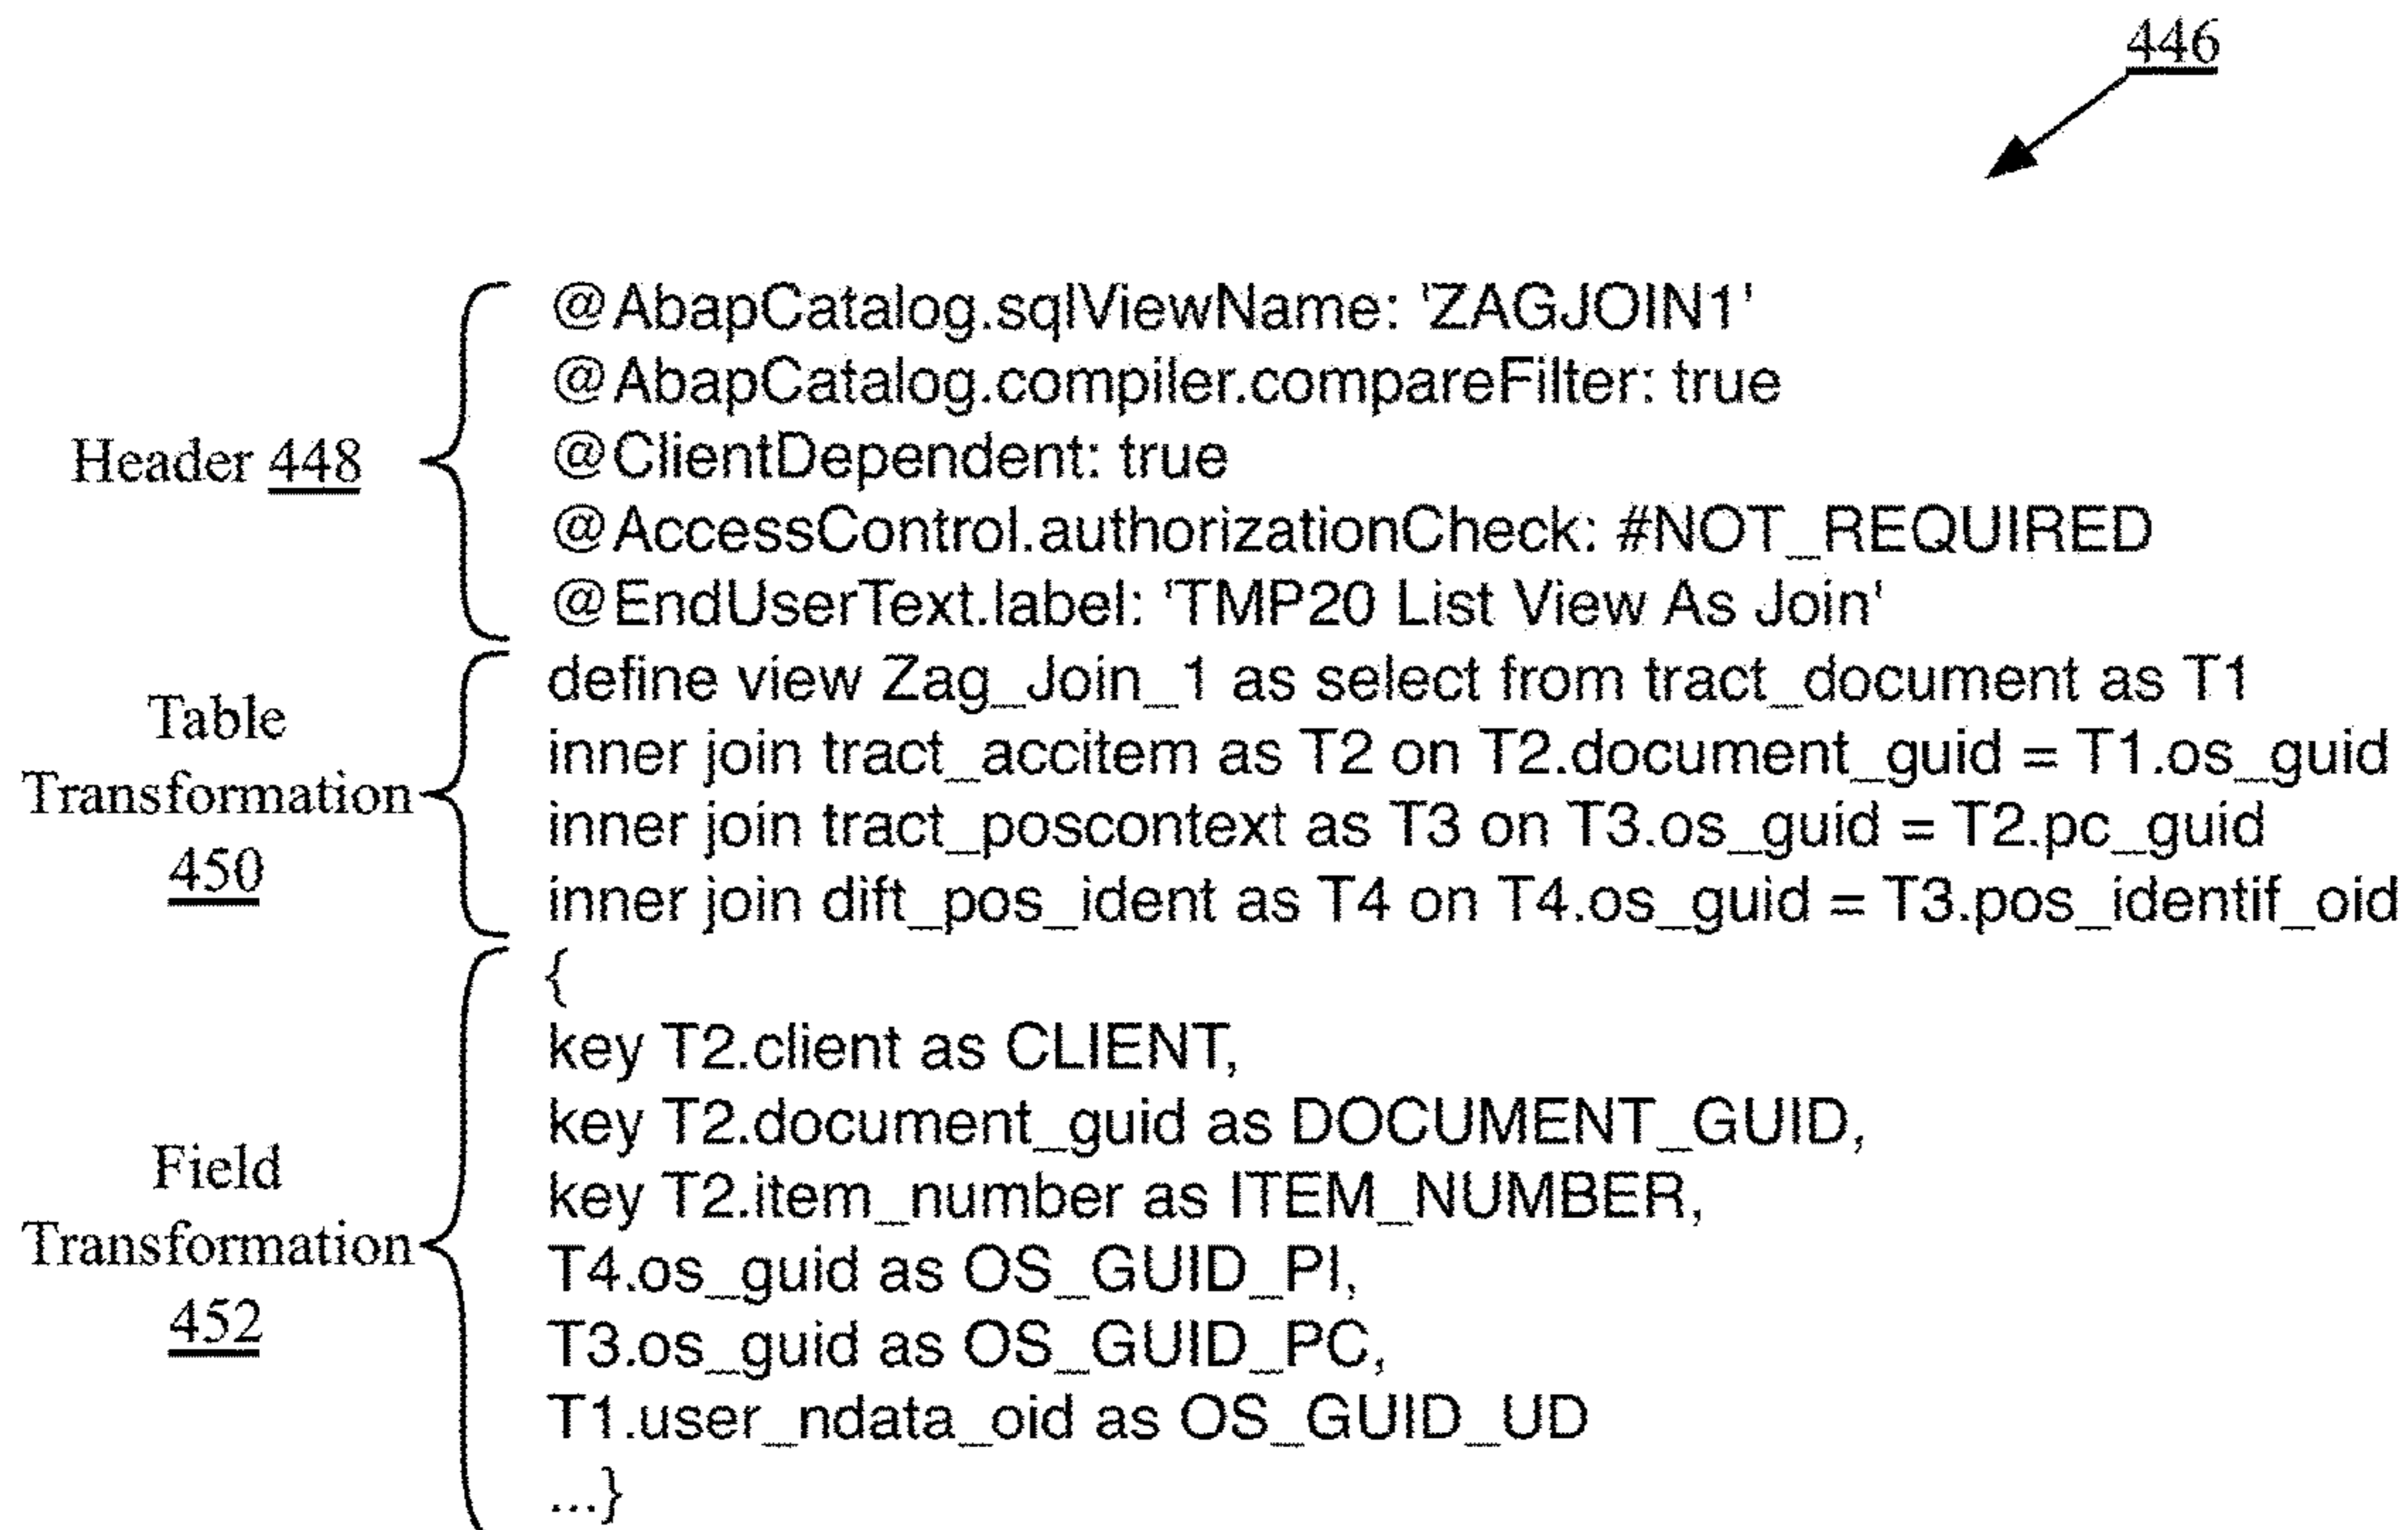 446
@AbapCatalog.sqlViewName: 'ZAGJOIN1'
@AbapCatalog.compiler.compareFilter: true
@ClientDependent: true
@AccessControl.authorizationCheck: #NOT_REQUIRED
@EndUserText.label: 'TMP20 List View As Join'
Header 448
define view Zag_Join_1 as select from tract_document as T1
inner join tract_accitem as T2 on T2.document_guid = T1.os_guid
inner join tract_poscontext as T3 on T3.os_guid = T2.pc_guid
inner join dift_pos_ident as T4 on T4.os_guid = T3.pos_identif_oid
Table
Transformation
450
{
key T2.client as CLIENT,
key T2.document_guid as DOCUMENT_GUID,
key T2.item_number as ITEM_NUMBER,
T4.os_guid as OS_GUID_PI,
T3.os_guid as OS_GUID_PC,
T1.user_ndata_oid as OS_GUID_UD
...}
Field
Transformation
452